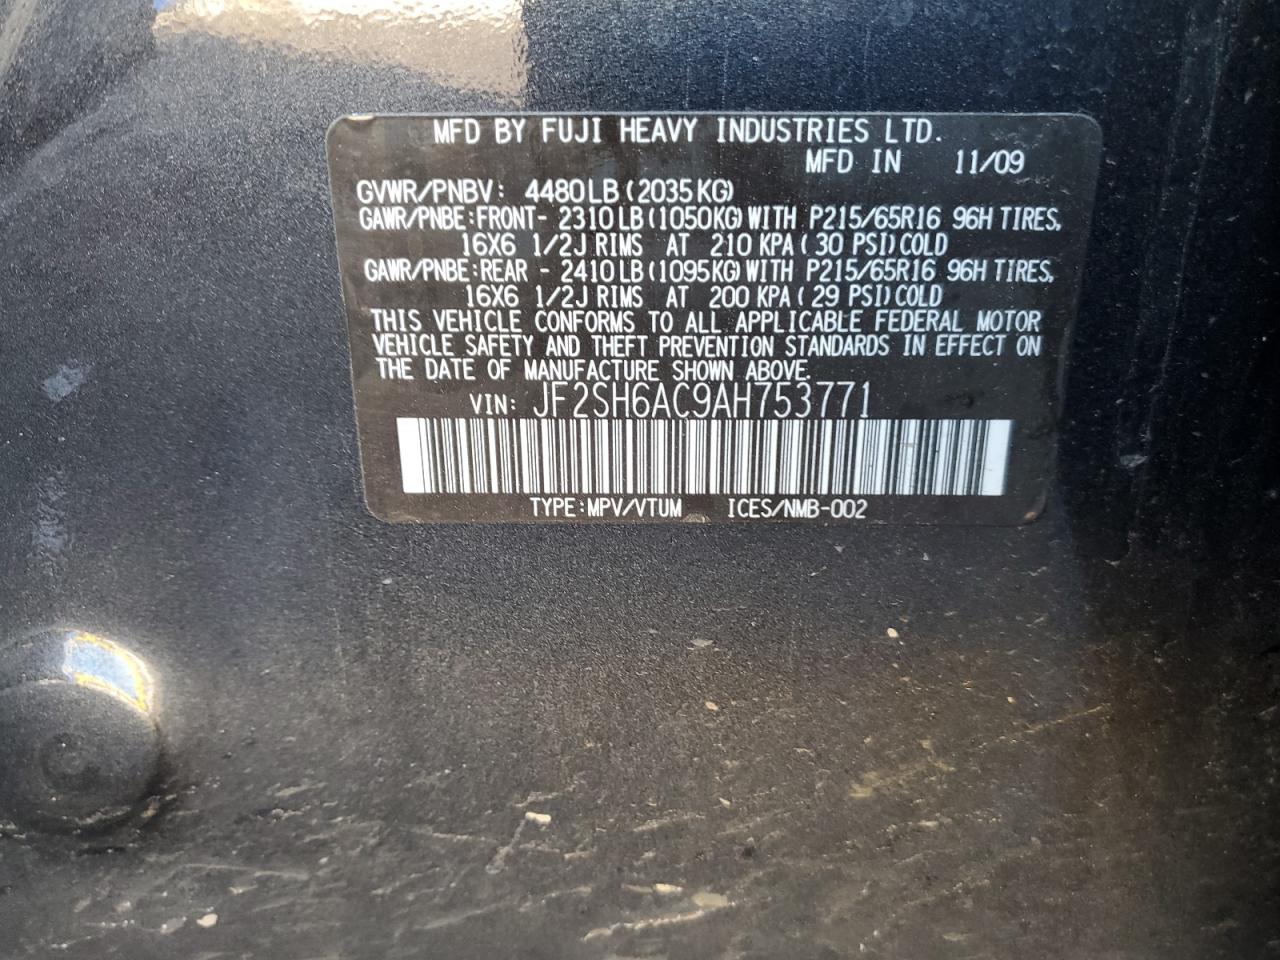 MFD BY FUJI HEAVY INDUSTRIES LTD.
MFD IN 11/09
GVWR/PNBV: 4480LB(2035KG)
GAWR/PNBE:FRONT- 2310LB(1050KG)WITH P215/65R16 96H TIRES,
16X6 1/2J RIMS AT 210 KPA(30 PSI)COLD
GAWR/PNBE:REAR - 2410LB(1095KG)WITH P215/65R16 96H TIRES,
16X6 1/2J RIMS AT 200 KPA(29 PSI)COLD
THIS VEHICLE CONFORMS TO ALL APPLICABLE FEDERAL MOTOR
VEHICLE SAFETY AND THEFT PREVENTION STANDARDS IN EFFECT ON
THE DATE OF MANUFACTURE SHOWN ABOVE.
VIN: JF2SH6AC9AH753771
TYPE:MPV/VTUM ICES/NMB-002